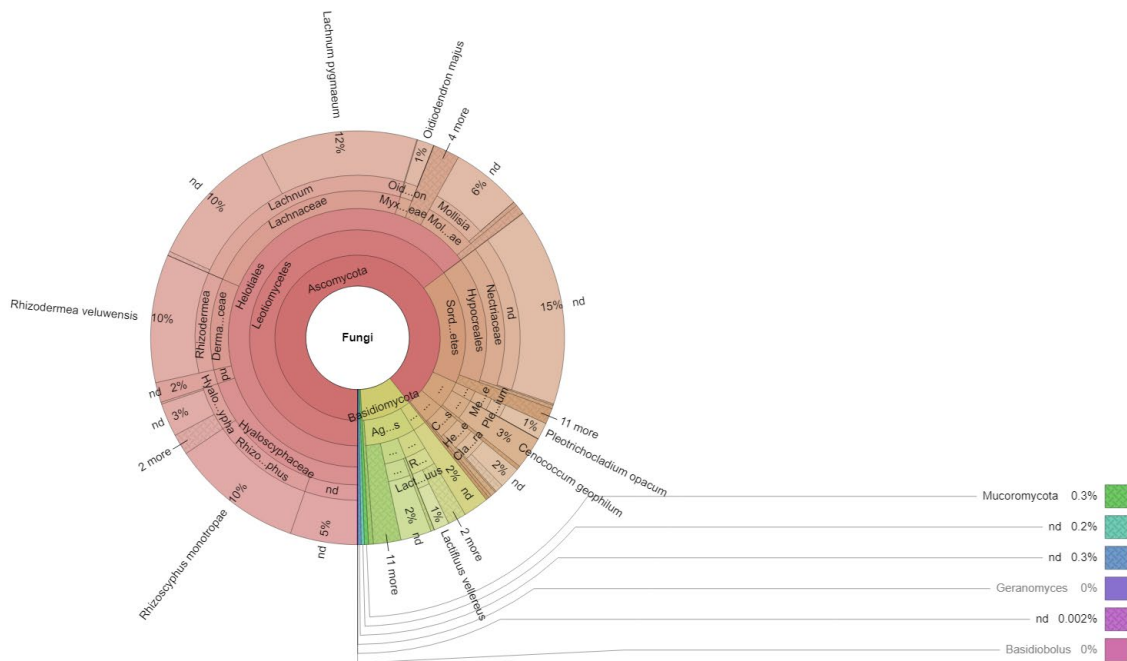 Lachnum pygmaeum
12%
Oidiodendron majus
1%
4 more
nd
6%
nd
10%
Lachnum
Lachnaceae
Oid...on
Myx...eae
Mollisia
Mol...ae
Helotiales
Leotiomycetes
Ascomycota
Fungi
Sord...etes
Hypocreales
Nectriaceae
nd
15%
nd
Rhizodermea veluwensis
10%
Rhizodermea
Derma...ceae
nd
2%
nd
Hyalo...ypha
nd
3%
2 more
Hyaloscyphaceae
Rhizo...phus
Rhizoscyphus monotropae
10%
nd
nd
5%
Basidiomycota
Ag...s
...
...
...
...
...
...
...
R...
Lact...uus
11 more
2%
nd
1%
Lactifluus vellereus
2 more
2%
nd
C...s
He...e
Cla...ra
Me...e
Ple...ium
3%
Cenococcum geophilum
2%
nd
1%
Pleotrichocladium opacum
11 more
Mucoromycota 0.3%
nd 0.2%
nd 0.3%
Geranomyces 0%
nd 0.002%
Basidiobolus 0%